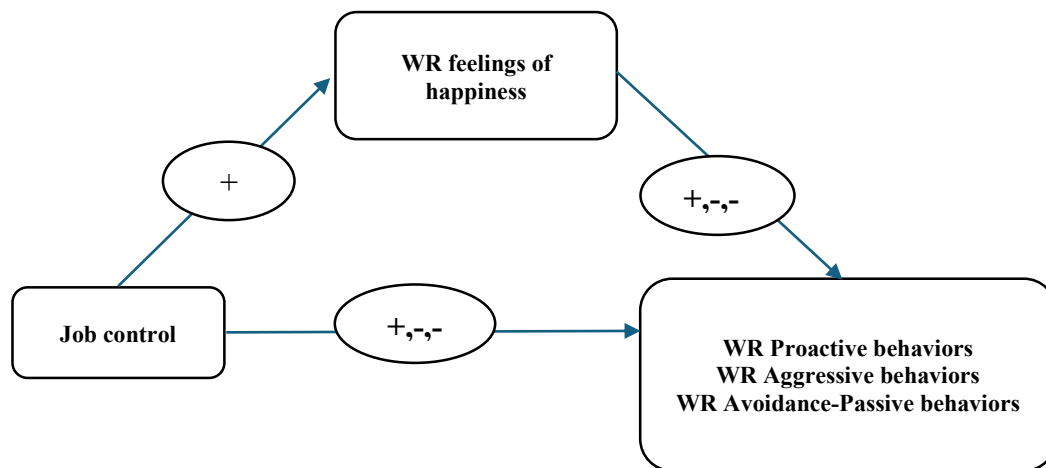 WR feelings of
happiness
+
+,-,-
Job control
+,-,-
WR Proactive behaviors
WR Aggressive behaviors
WR Avoidance-Passive behaviors